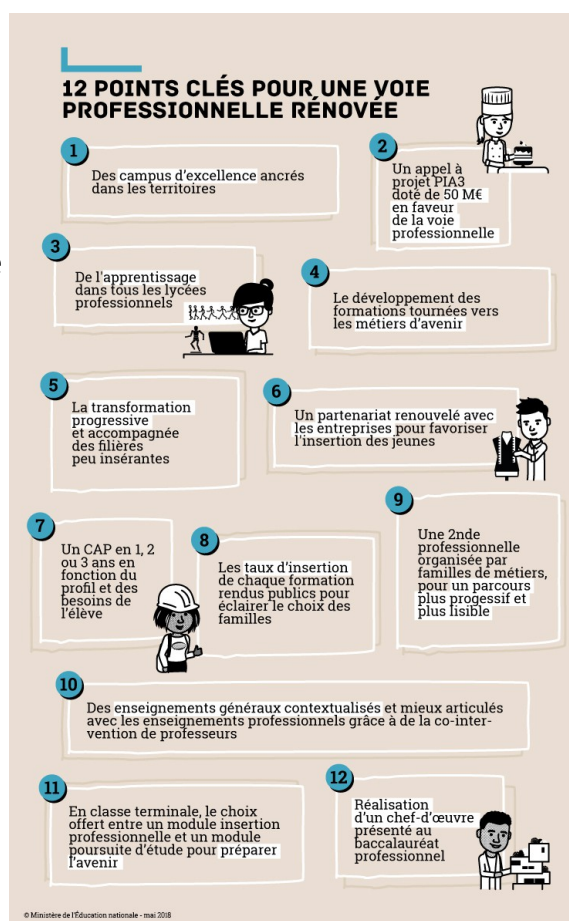 12 POINTS CLÉS POUR UNE VOIE
PROFESSIONNELLE RÉNOVÉE
1
Des campus d'excellence ancrés
dans les territoires
2
Un appel à
projet PIA3
doté de 50 M€
en faveur
de la voie
professionnelle
3
De l'apprentissage
dans tous les lycées
professionnels
4
Le développement des
formations tournées vers
les métiers d'avenir
5
La transformation
progressive
et accompagnée
des filières
peu insérantes
6
Un partenariat renouvelé avec
les entreprises pour favoriser
l'insertion des jeunes
7
Un CAP en 1, 2
ou 3 ans en
fonction du
profil et des
besoins de
l'élève
8
Les taux d'insertion
de chaque formation
rendus publics pour
éclairer le choix des
familles
9
Une 2nde
professionnelle
organisée par
familles de métiers,
pour un parcours
plus progessif et
plus lisible
10
Des enseignements généraux contextualisés et mieux articulés
avec les enseignements professionnels grâce à de la co-inter-
vention de professeurs
11
En classe terminale, le choix
offert entre un module insertion
professionnelle et un module
poursuite d'étude pour préparer
l'avenir
12
Réalisation
d'un chef-d'œuvre
présenté au
baccalauréat
professionnel
© Ministère de l'Éducation nationale - mai 2018